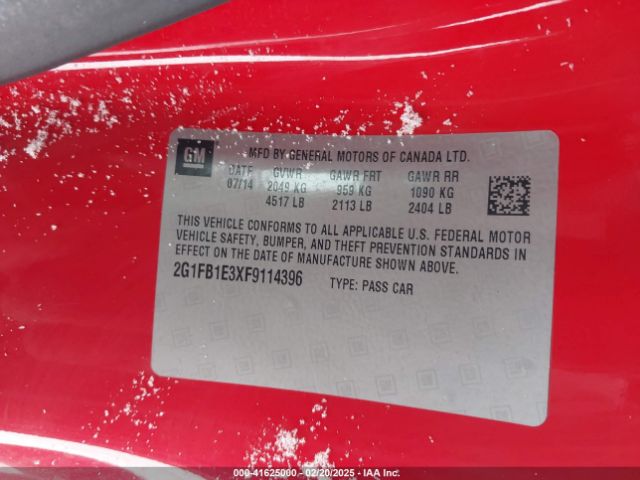 GM
MFD BY GENERAL MOTORS OF CANADA LTD.
DATE GVWR GAWR FRT GAWR RR
07/14 2049 KG 959 KG 1090 KG
4517 LB 2113 LB 2404 LB
THIS VEHICLE CONFORMS TO ALL APPLICABLE U.S. FEDERAL MOTOR
VEHICLE SAFETY, BUMPER, AND THEFT PREVENTION STANDARDS IN
EFFECT ON THE DATE OF MANUFACTURE SHOWN ABOVE.
2G1FB1E3XF9114396 TYPE: PASS CAR
© - 41625000 - 02/20/2025 - IAA Inc.